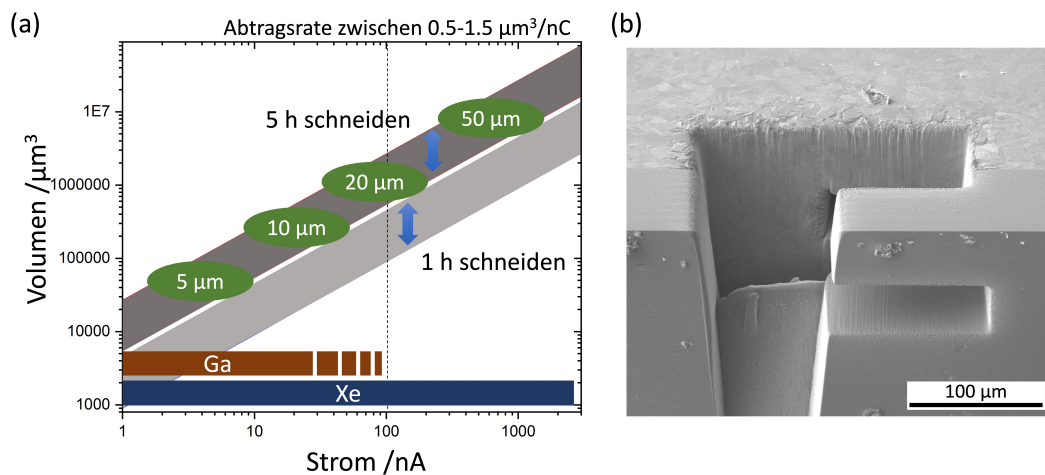 (a)
Abtragsrate zwischen 0.5-1.5 µm³/nC
Volumen /µm³
1E7
1000000
100000
10000
1000
5 h schneiden
50 µm
20 µm
10 µm
1 h schneiden
5 µm
Ga
Xe
1
10
100
1000
Strom /nA
(b)
100 µm